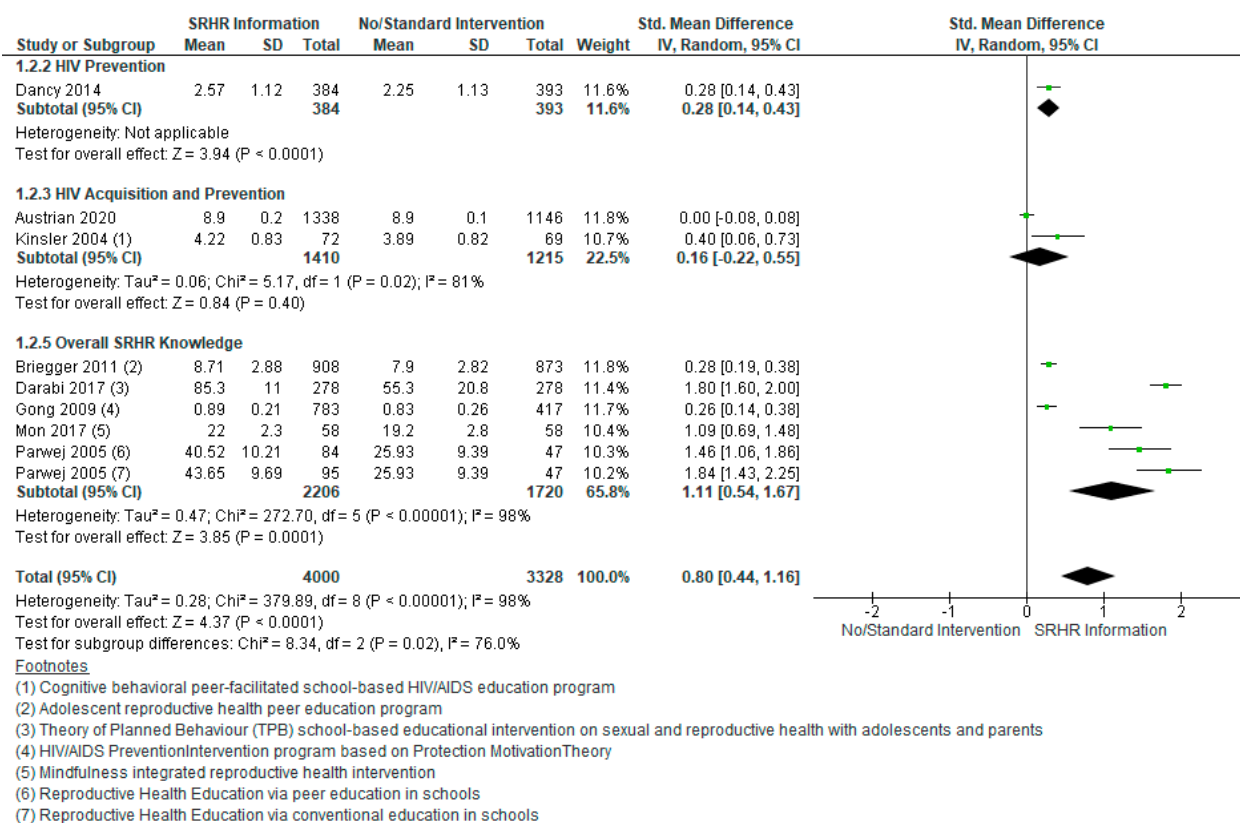 SRHR Information No/Standard Intervention Std. Mean Difference Std. Mean Difference
Study or Subgroup Mean SD Total Mean SD Total Weight IV, Random, 95% CI IV, Random, 95% CI
1.2.2 HIV Prevention
Dancy 2014 2.57 1.12 384 2.25 1.13 393 11.6% 0.28 [0.14, 0.43]
Subtotal (95% CI) 384 393 11.6% 0.28 [0.14, 0.43]
Heterogeneity: Not applicable
Test for overall effect: Z = 3.94 (P < 0.0001)
1.2.3 HIV Acquisition and Prevention
Austrian 2020 8.9 0.2 1338 8.9 0.1 1146 11.8% 0.00 [-0.08, 0.08]
Kinsler 2004 (1) 4.22 0.83 72 3.89 0.82 69 10.7% 0.40 [0.06, 0.73]
Subtotal (95% CI) 1410 1215 22.5% 0.16 [-0.22, 0.55]
Heterogeneity: Tau² = 0.06; Chi² = 5.17, df = 1 (P = 0.02); I² = 81%
Test for overall effect: Z = 0.84 (P = 0.40)
1.2.5 Overall SRHR Knowledge
Briegger 2011 (2) 8.71 2.88 908 7.9 2.82 873 11.8% 0.28 [0.19, 0.38]
Darabi 2017 (3) 85.3 11 278 55.3 20.8 278 11.4% 1.80 [1.60, 2.00]
Gong 2009 (4) 0.89 0.21 783 0.83 0.26 417 11.7% 0.26 [0.14, 0.38]
Mon 2017 (5) 22 2.3 58 19.2 2.8 58 10.4% 1.09 [0.69, 1.48]
Parwej 2005 (6) 40.52 10.21 84 25.93 9.39 47 10.3% 1.46 [1.06, 1.86]
Parwej 2005 (7) 43.65 9.69 95 25.93 9.39 47 10.2% 1.84 [1.43, 2.25]
Subtotal (95% CI) 2206 1720 65.8% 1.11 [0.54, 1.67]
Heterogeneity: Tau² = 0.47; Chi² = 272.70, df = 5 (P < 0.00001); I² = 98%
Test for overall effect: Z = 3.85 (P = 0.0001)
Total (95% CI) 4000 3328 100.0% 0.80 [0.44, 1.16]
Heterogeneity: Tau² = 0.28; Chi² = 379.89, df = 8 (P < 0.00001); I² = 98%
Test for overall effect: Z = 4.37 (P < 0.0001)
Test for subgroup differences: Chi² = 8.34, df = 2 (P = 0.02), I² = 76.0%
-2 -1 0 1 2
No/Standard Intervention SRHR Information
Footnotes
(1) Cognitive behavioral peer-facilitated school-based HIV/AIDS education program
(2) Adolescent reproductive health peer education program
(3) Theory of Planned Behaviour (TPB) school-based educational intervention on sexual and reproductive health with adolescents and parents
(4) HIV/AIDS PreventionIntervention program based on Protection MotivationTheory
(5) Mindfulness integrated reproductive health intervention
(6) Reproductive Health Education via peer education in schools
(7) Reproductive Health Education via conventional education in schools